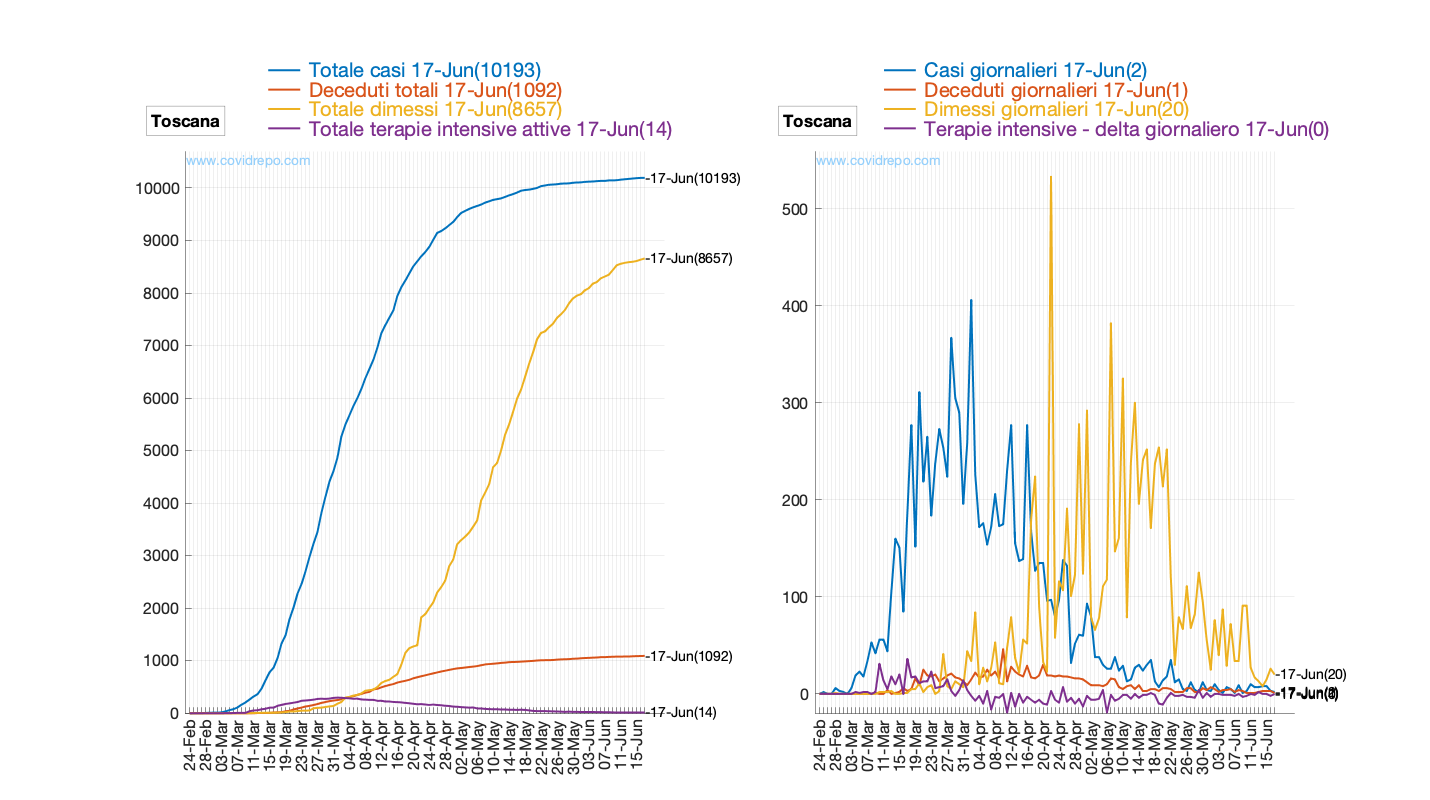 Totale casi 17-Jun(10193)
Deceduti totali 17-Jun(1092)
Totale dimessi 17-Jun(8657)
Totale terapie intensive attive 17-Jun(14)
Toscana
www.covidrepo.com
10000
9000
8000
7000
6000
5000
4000
3000
2000
1000
0
-17-Jun(10193)
-17-Jun(8657)
-17-Jun(1092)
-17-Jun(14)
24-Feb
28-Feb
03-Mar
07-Mar
11-Mar
15-Mar
19-Mar
23-Mar
27-Mar
31-Mar
04-Apr
08-Apr
12-Apr
16-Apr
20-Apr
24-Apr
28-Apr
02-May
06-May
10-May
14-May
18-May
22-May
26-May
30-May
03-Jun
07-Jun
11-Jun
15-Jun
Casi giornalieri 17-Jun(2)
Deceduti giornalieri 17-Jun(1)
Dimessi giornalieri 17-Jun(20)
Terapie intensive - delta giornaliero 17-Jun(0)
Toscana
www.covidrepo.com
500
400
300
200
100
0
-17-Jun(20)
24-Feb
28-Feb
03-Mar
07-Mar
11-Mar
15-Mar
19-Mar
23-Mar
27-Mar
31-Mar
04-Apr
08-Apr
12-Apr
16-Apr
20-Apr
24-Apr
28-Apr
02-May
06-May
10-May
14-May
18-May
22-May
26-May
30-May
03-Jun
07-Jun
11-Jun
15-Jun